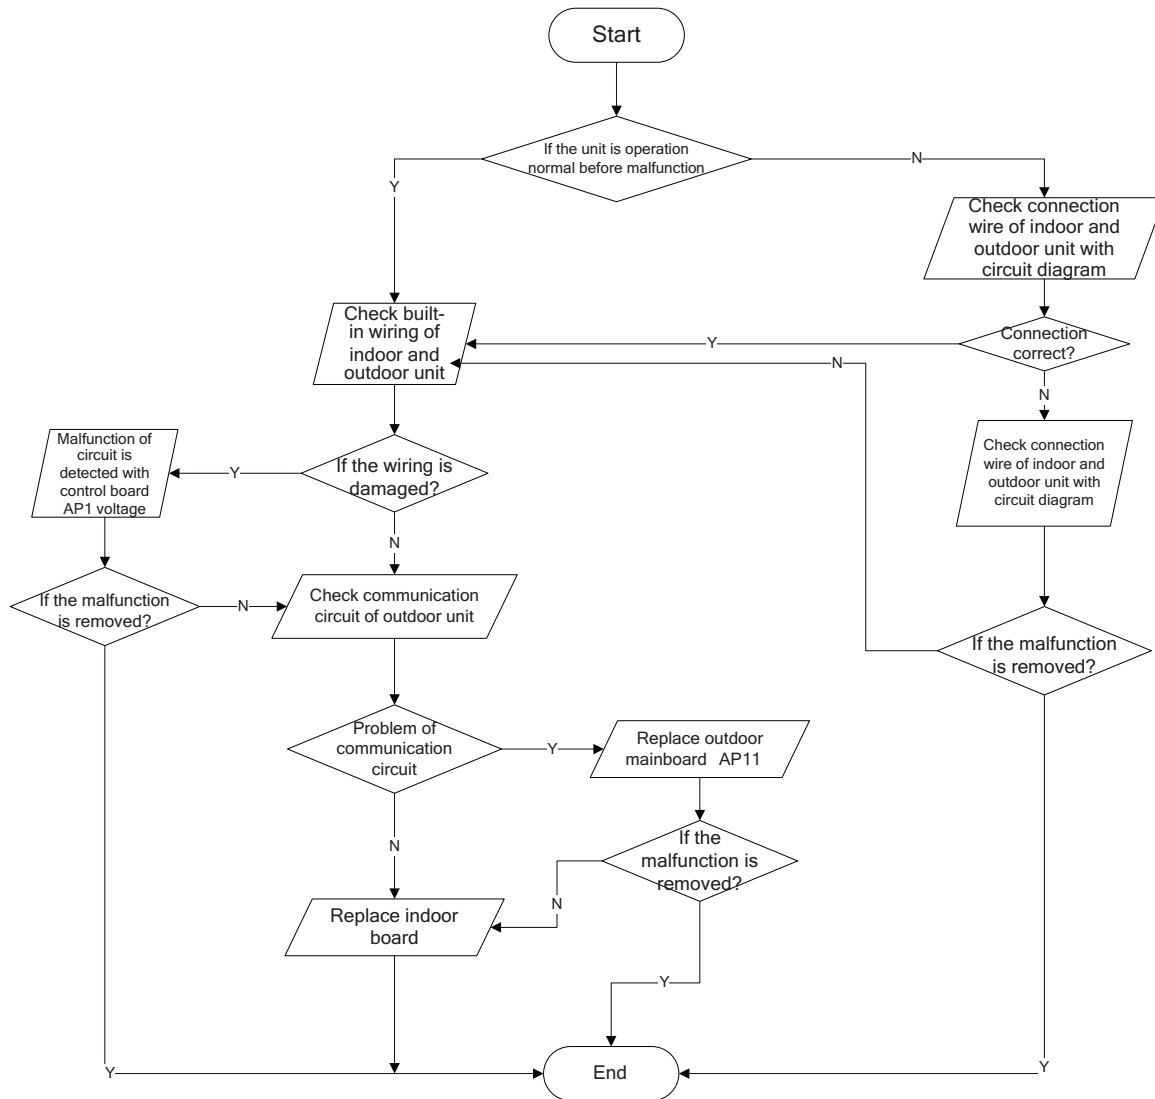 Start
If the unit is operation
normal before malfunction
N
Y
Check connection
wire of indoor and
outdoor unit with
circuit diagram
Check built-
in wiring of
indoor and
outdoor unit
Y
Connection
correct?
N
N
Malfunction of
circuit is
detected with
control board
AP1 voltage
Y
If the wiring is
damaged?
Check connection
wire of indoor and
outdoor unit with
circuit diagram
N
If the malfunction
is removed?
N
Check communication
circuit of outdoor unit
If the malfunction
is removed?
Problem of
communication
circuit
Y
Replace outdoor
mainboard AP11
N
If the
malfunction is
removed?
N
Replace indoor
board
Y
Y
End
Y